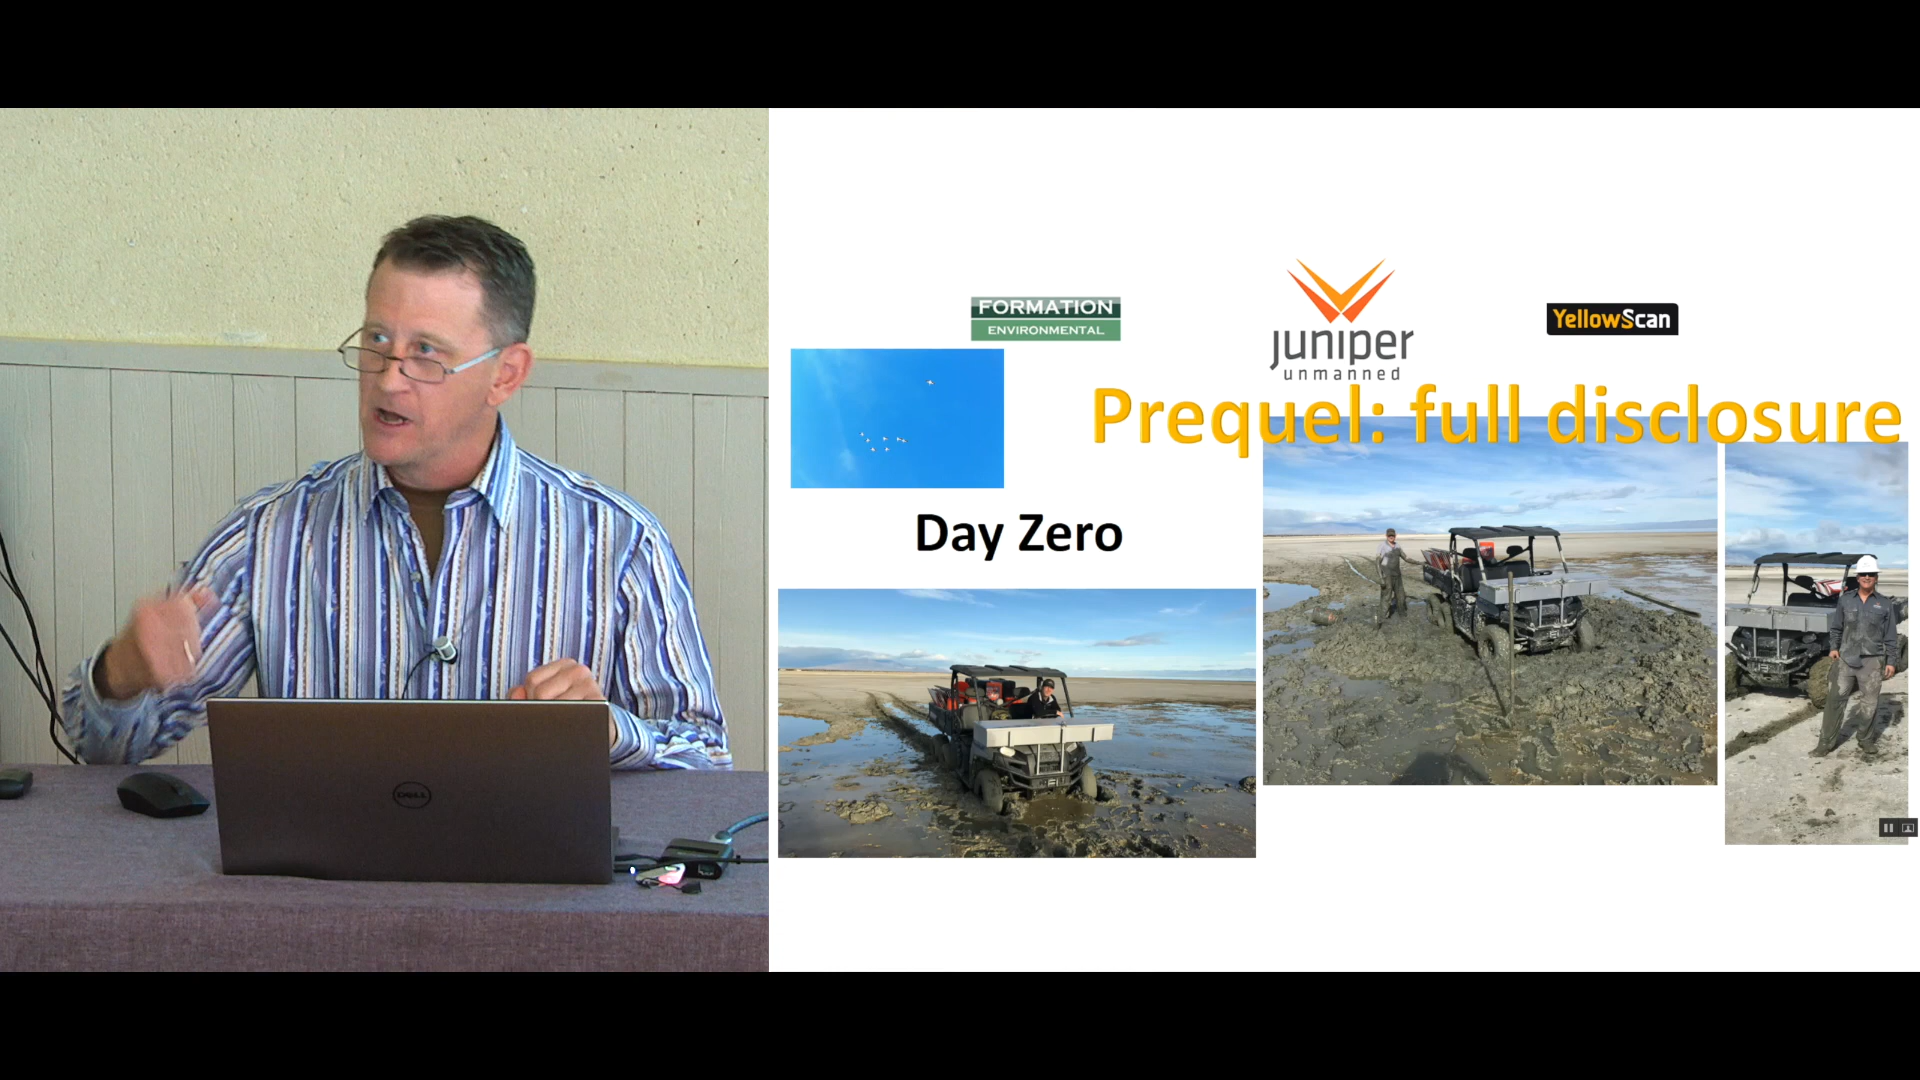 FORMATION
ENVIRONMENTAL
juniper
unmanned
YellowScan
Prequel: full disclosure
Day Zero
DELL